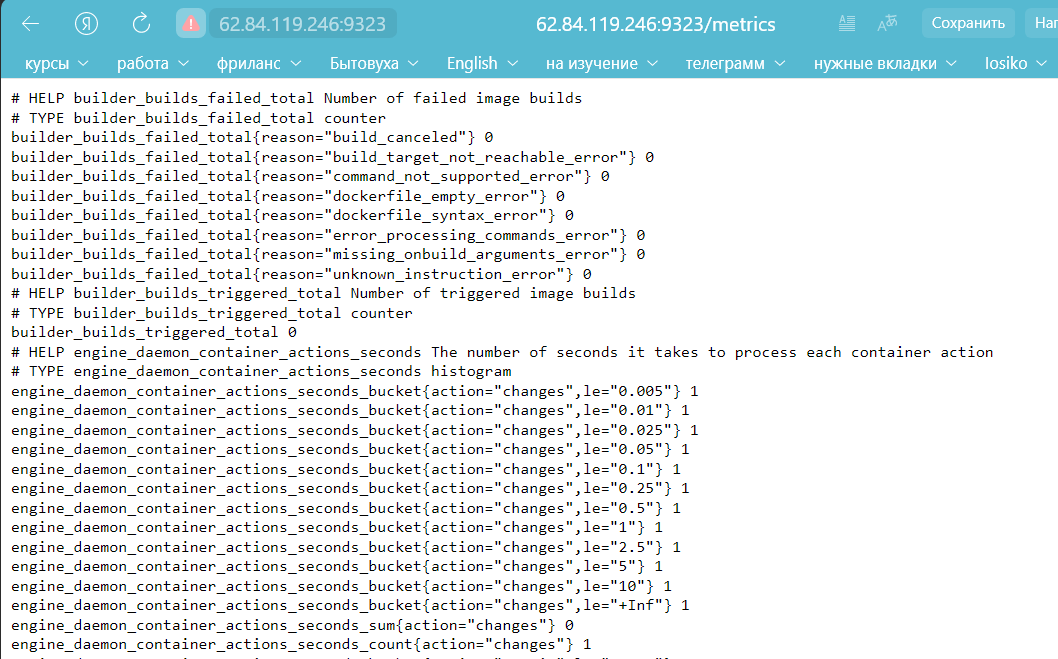 Я 62.84.119.246:9323 62.84.119.246:9323/metrics Сохранить
курсы работа фриланс Бытовуха English на изучение телеграмм нужные вкладки Iosiko
# HELP builder_builds_failed_total Number of failed image builds
# TYPE builder_builds_failed_total counter
builder_builds_failed_total{reason="build_canceled"} 0
builder_builds_failed_total{reason="build_target_not_reachable_error"} 0
builder_builds_failed_total{reason="command_not_supported_error"} 0
builder_builds_failed_total{reason="dockerfile_empty_error"} 0
builder_builds_failed_total{reason="dockerfile_syntax_error"} 0
builder_builds_failed_total{reason="error_processing_commands_error"} 0
builder_builds_failed_total{reason="missing_onbuild_arguments_error"} 0
builder_builds_failed_total{reason="unknown_instruction_error"} 0
# HELP builder_builds_triggered_total Number of triggered image builds
# TYPE builder_builds_triggered_total counter
builder_builds_triggered_total 0
# HELP engine_daemon_container_actions_seconds The number of seconds it takes to process each container action
# TYPE engine_daemon_container_actions_seconds histogram
engine_daemon_container_actions_seconds_bucket{action="changes",le="0.005"} 1
engine_daemon_container_actions_seconds_bucket{action="changes",le="0.01"} 1
engine_daemon_container_actions_seconds_bucket{action="changes",le="0.025"} 1
engine_daemon_container_actions_seconds_bucket{action="changes",le="0.05"} 1
engine_daemon_container_actions_seconds_bucket{action="changes",le="0.1"} 1
engine_daemon_container_actions_seconds_bucket{action="changes",le="0.25"} 1
engine_daemon_container_actions_seconds_bucket{action="changes",le="0.5"} 1
engine_daemon_container_actions_seconds_bucket{action="changes",le="1"} 1
engine_daemon_container_actions_seconds_bucket{action="changes",le="2.5"} 1
engine_daemon_container_actions_seconds_bucket{action="changes",le="5"} 1
engine_daemon_container_actions_seconds_bucket{action="changes",le="10"} 1
engine_daemon_container_actions_seconds_bucket{action="changes",le="+Inf"} 1
engine_daemon_container_actions_seconds_sum{action="changes"} 0
engine_daemon_container_actions_seconds_count{action="changes"} 1